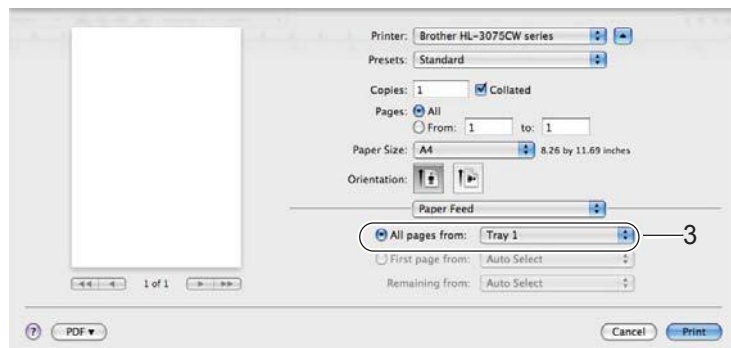 Printer: Brother HL-3075CW series
Presets: Standard
Copies: 1 Collated
Pages: All
From: 1 to: 1
Paper Size: A4 8.26 by 11.69 inches
Orientation:
Paper Feed
All pages from: Tray 1 3
First page from: Auto Select
Remaining from: Auto Select
1 of 1
? PDF▼ Cancel Print